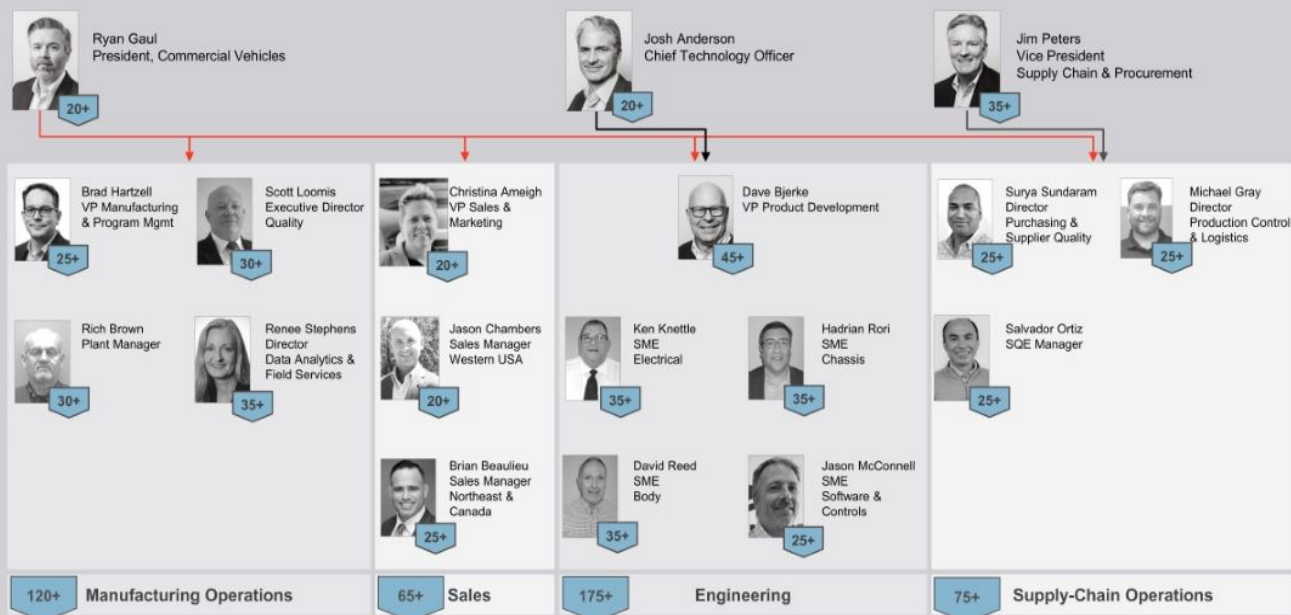 Ryan Gaul
President, Commercial Vehicles
20+
Josh Anderson
Chief Technology Officer
20+
Jim Peters
Vice President
Supply Chain & Procurement
35+
Brad Hartzell
VP Manufacturing
& Program Mgmt
25+
Scott Loomis
Executive Director
Quality
30+
Rich Brown
Plant Manager
30+
Renee Stephens
Director
Data Analytics &
Field Services
35+
120+
Manufacturing Operations
Christina Ameigh
VP Sales &
Marketing
20+
Jason Chambers
Sales Manager
Western USA
20+
Brian Beaulieu
Sales Manager
Northeast &
Canada
25+
65+
Sales
Dave Bjerke
VP Product Development
45+
Ken Knettle
SME
Electrical
35+
Hadrian Rori
SME
Chassis
35+
David Reed
SME
Body
35+
Jason McConnell
SME
Software &
Controls
25+
175+
Engineering
Surya Sundaram
Director
Purchasing &
Supplier Quality
25+
Michael Gray
Director
Production Control
& Logistics
25+
Salvador Ortiz
SQE Manager
25+
75+
Supply-Chain Operations